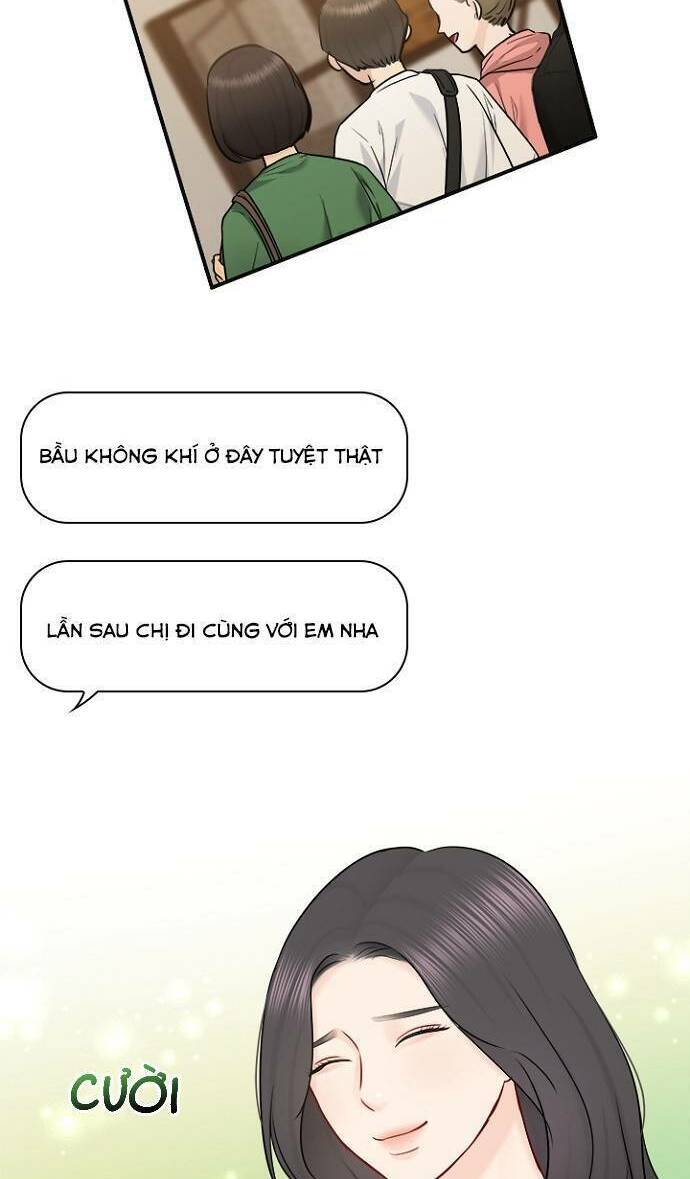 BẦU KHÔNG KHÍ Ở ĐÂY TUYỆT THẬT
LẦN SAU CHỊ ĐI CÙNG VỚI EM NHA
CƯỜI